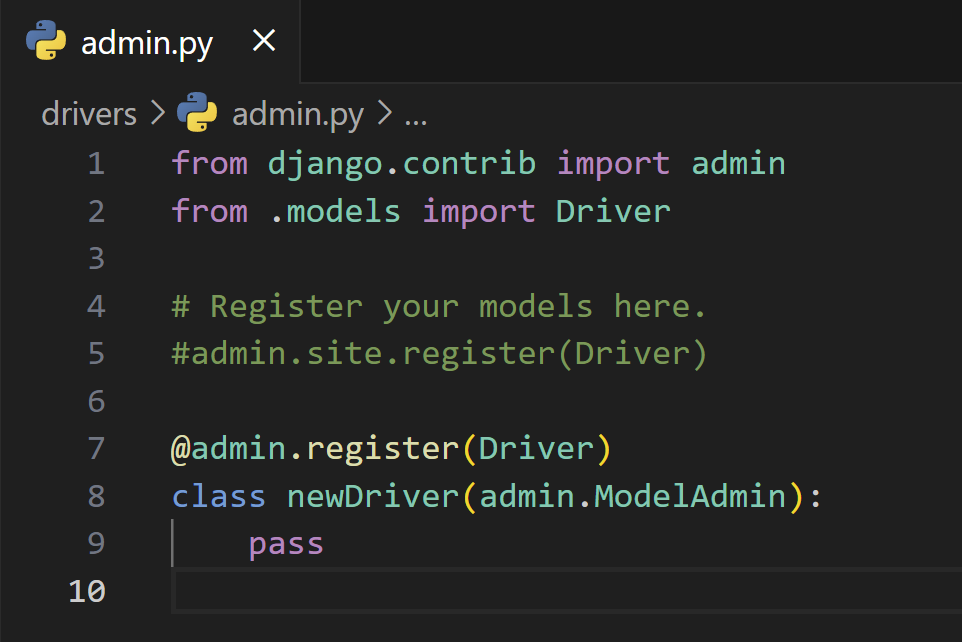 admin.py
drivers > admin.py > ...
1 from django.contrib import admin
2 from .models import Driver
3
4 # Register your models here.
5 #admin.site.register(Driver)
6
7 @admin.register(Driver)
8 class newDriver(admin.ModelAdmin):
9     pass
10